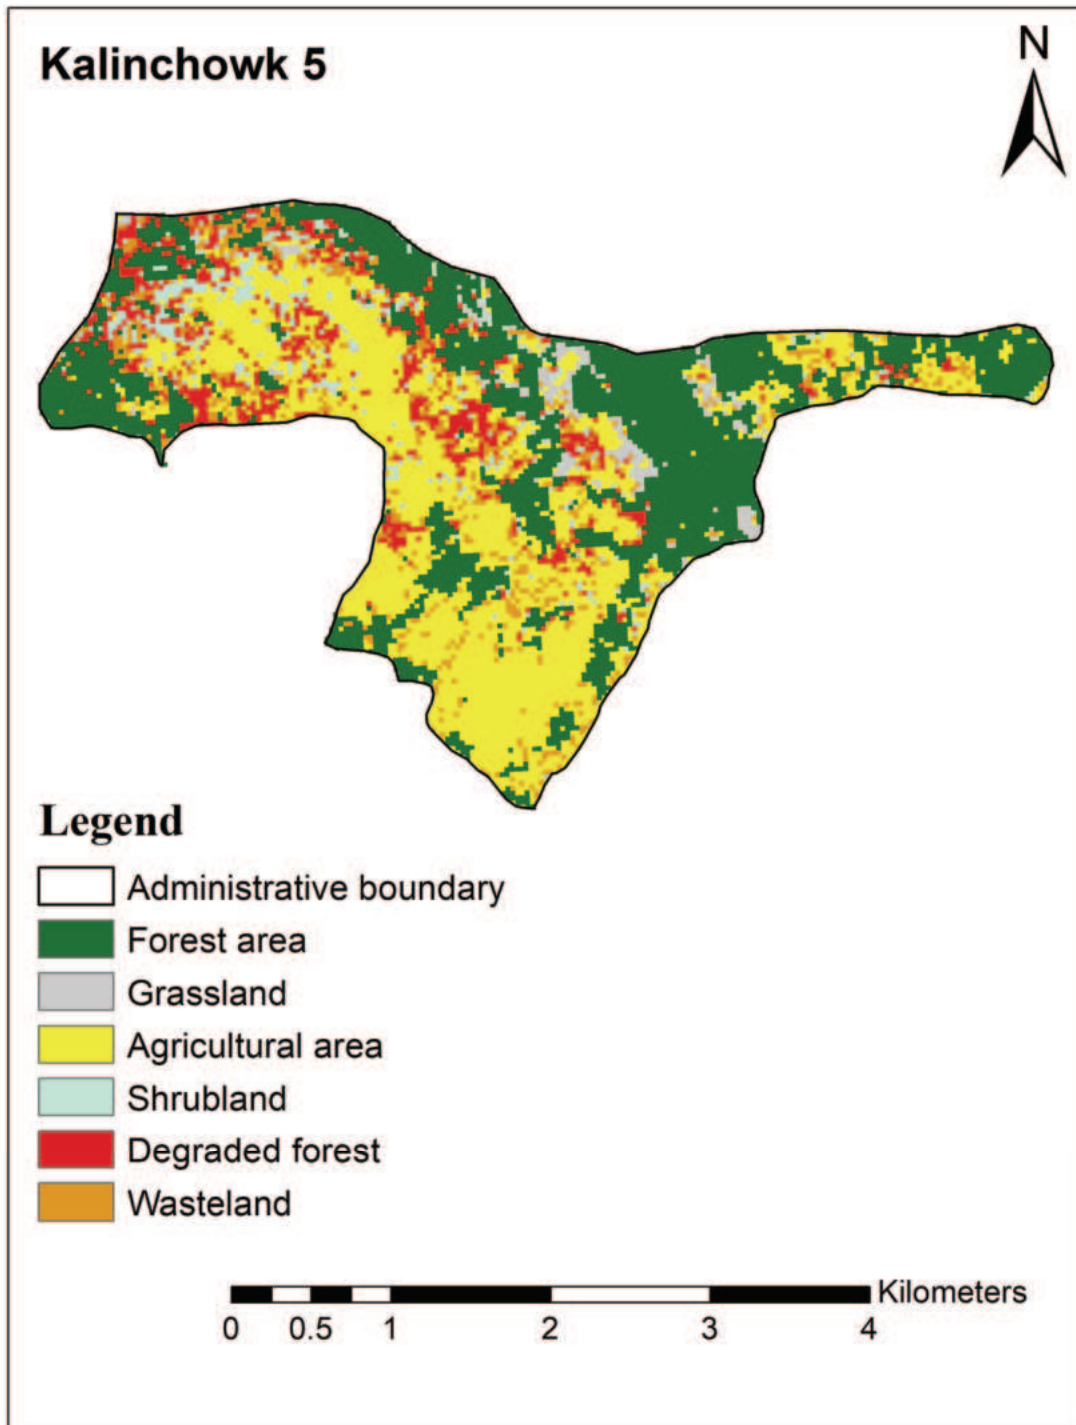 Kalinchowk 5
N
Legend
Administrative boundary
Forest area
Grassland
Agricultural area
Shrubland
Degraded forest
Wasteland
Kilometers
0 0.5 1 2 3 4